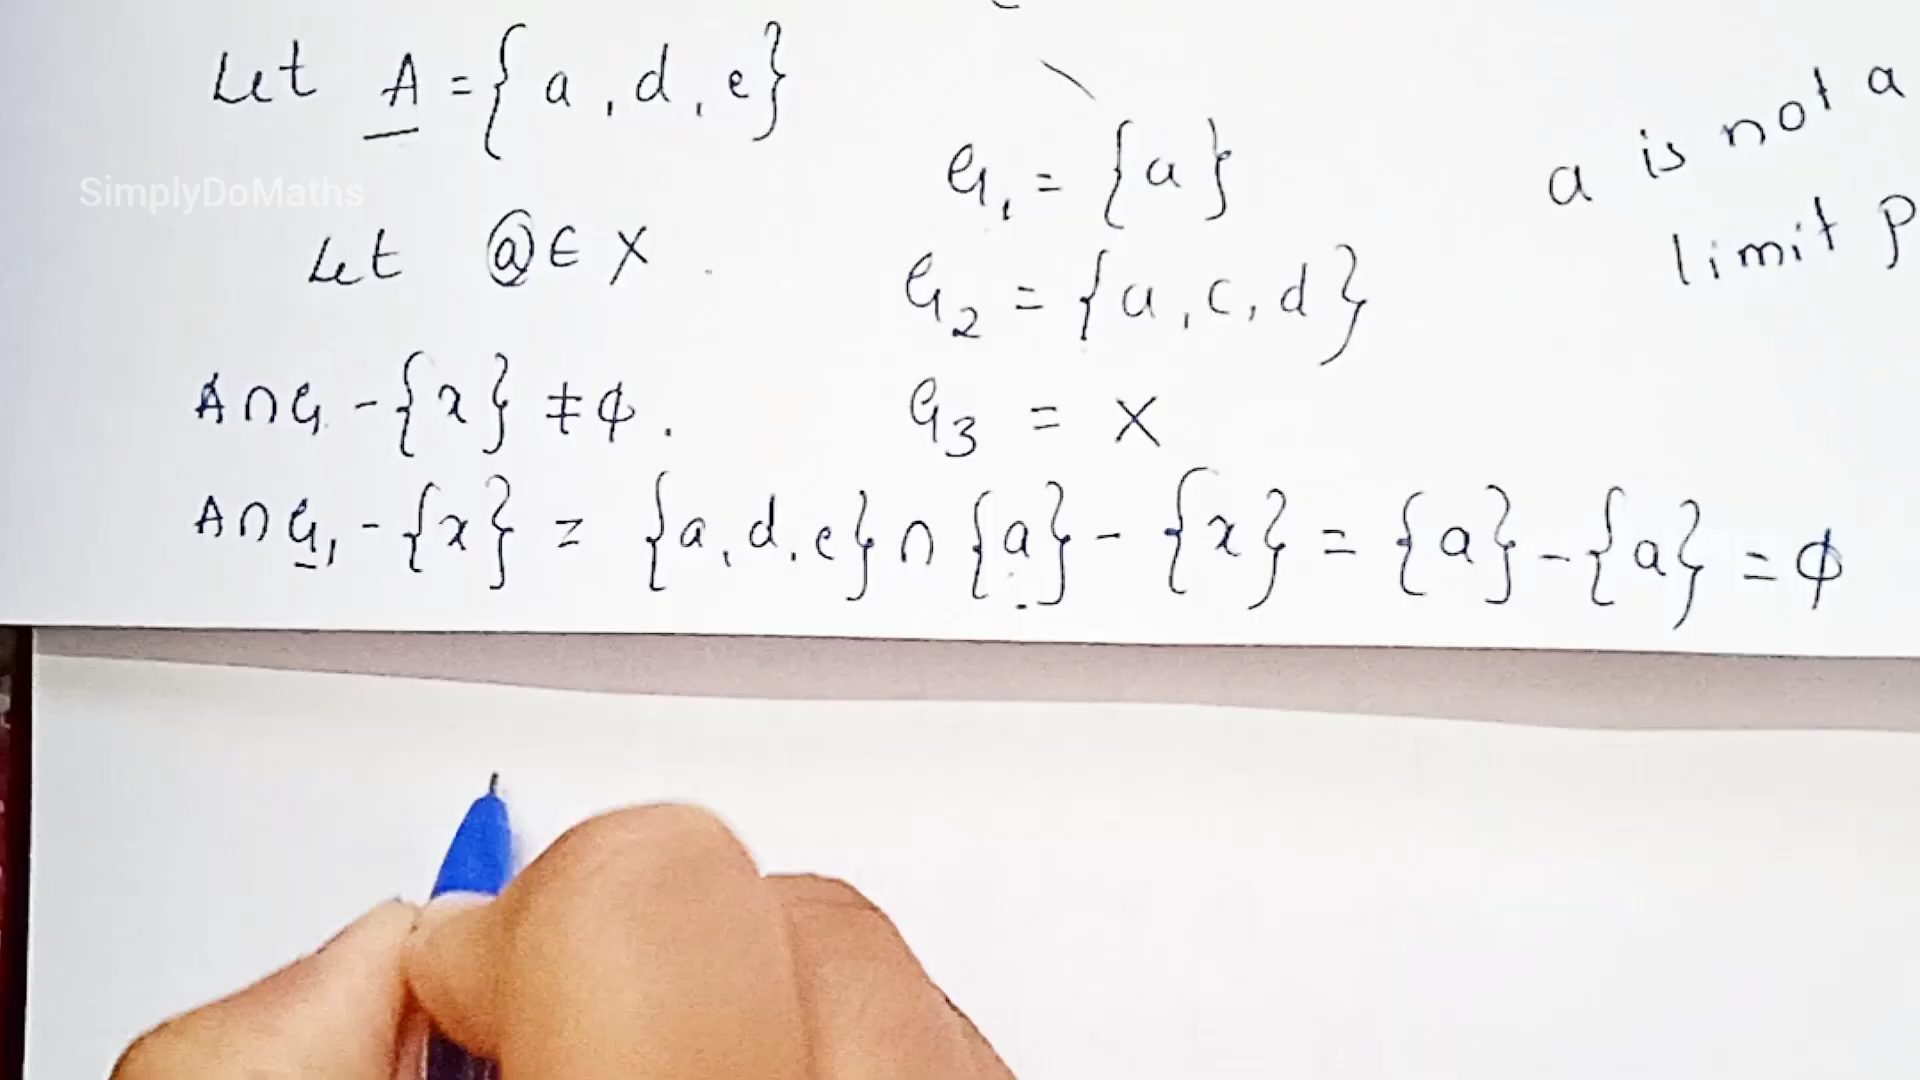 Let A = {a, d, e}
G₁ = {a}
a is not a
limit p
SimplyDoMaths
Let a ∈ X
G₂ = {a, c, d}
A∩G - {x} ≠ ϕ.
G₃ = X
A∩G₁ - {x} = {a, d, e} ∩ {a} - {x} = {a} - {a} = ϕ